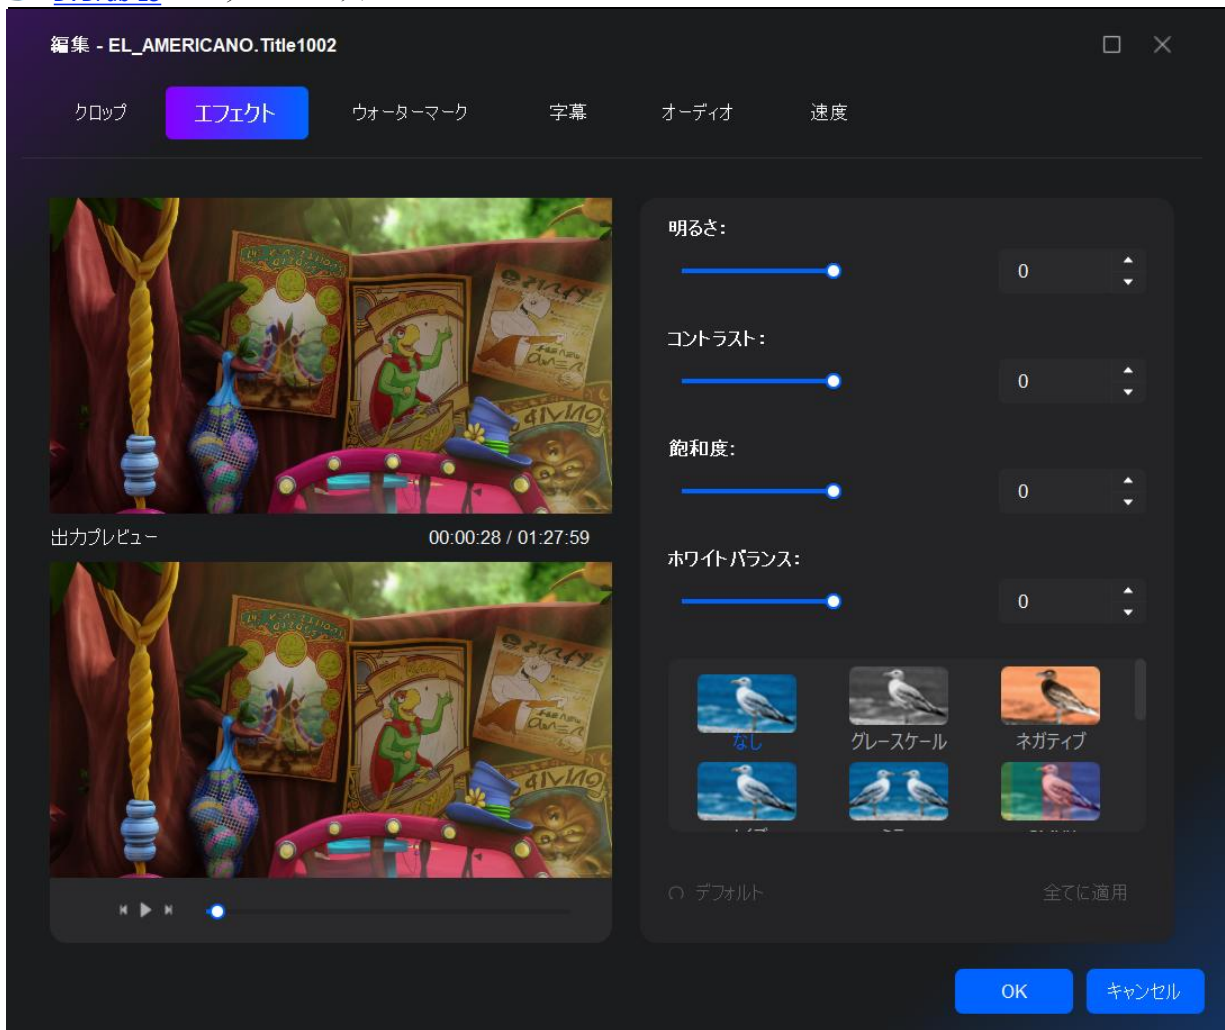 編集 - EL_AMERICANO.Title1002
クロップ エフェクト ウォーターマーク 字幕 オーディオ 速度
明るさ:
0
コントラスト:
0
飽和度:
0
出力プレビュー 00:00:28 / 01:27:59
ホワイトバランス:
0
なし グレースケール ネガティブ
デフォルト 全てに適用
OK キャンセル